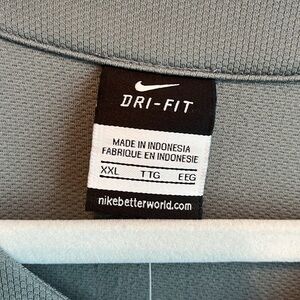 DRI-FIT
MADE IN INDONESIA
FABRIQUE EN INDONESIE
XXL TTG EEG
nikebetterworld.com